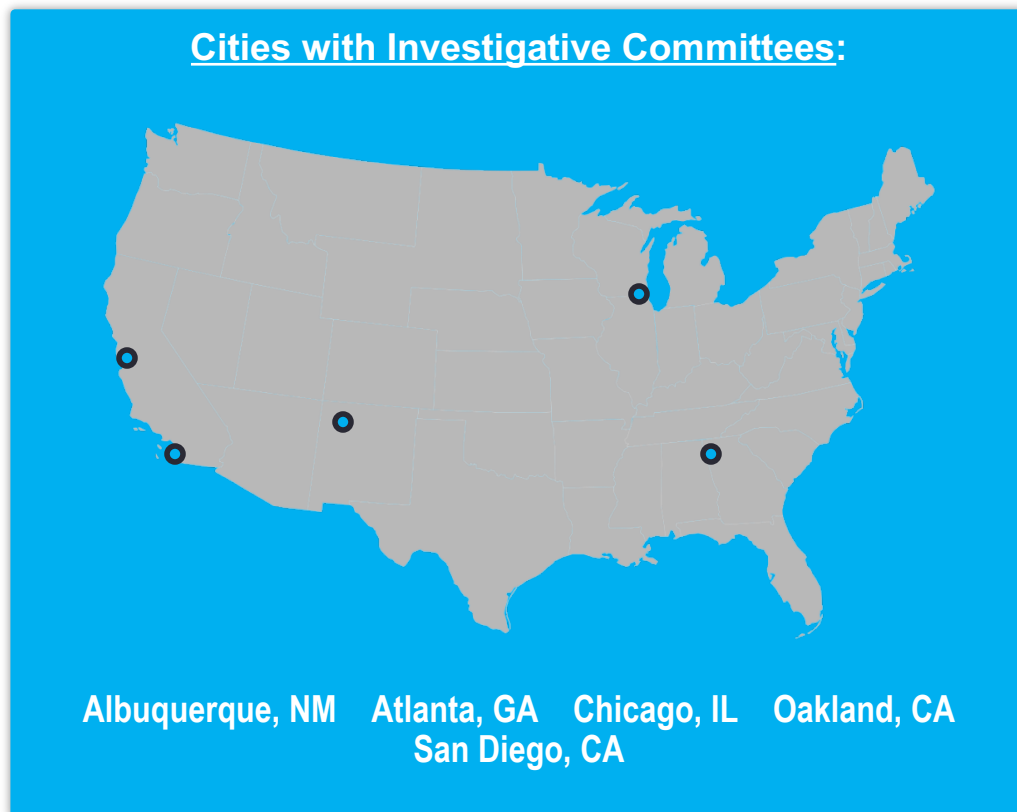 Cities with Investigative Committees:
Albuquerque, NM    Atlanta, GA    Chicago, IL    Oakland, CA
San Diego, CA